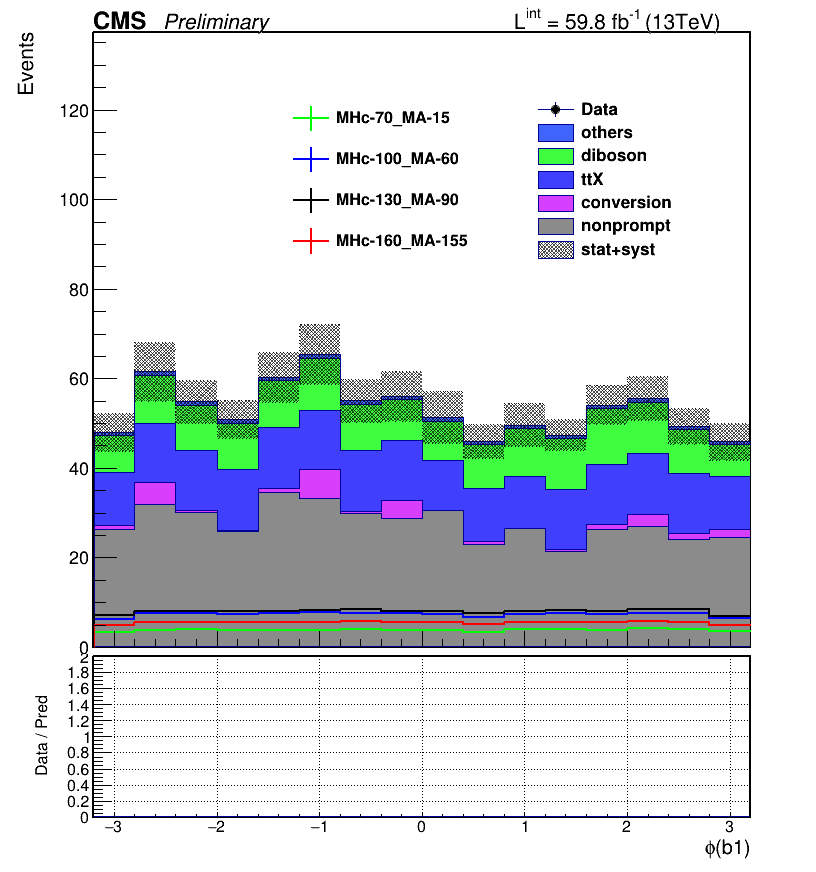 CMS Preliminary L^int = 59.8 fb^-1 (13TeV)
Events
120
100
80
60
40
20
0
MHc-70_MA-15
MHc-100_MA-60
MHc-130_MA-90
MHc-160_MA-155
Data
others
diboson
ttX
conversion
nonprompt
stat+syst
Data / Pred
2
1.8
1.6
1.4
1.2
1
0.8
0.6
0.4
0.2
0
−3 −2 −1 0 1 2 3
ϕ(b1)